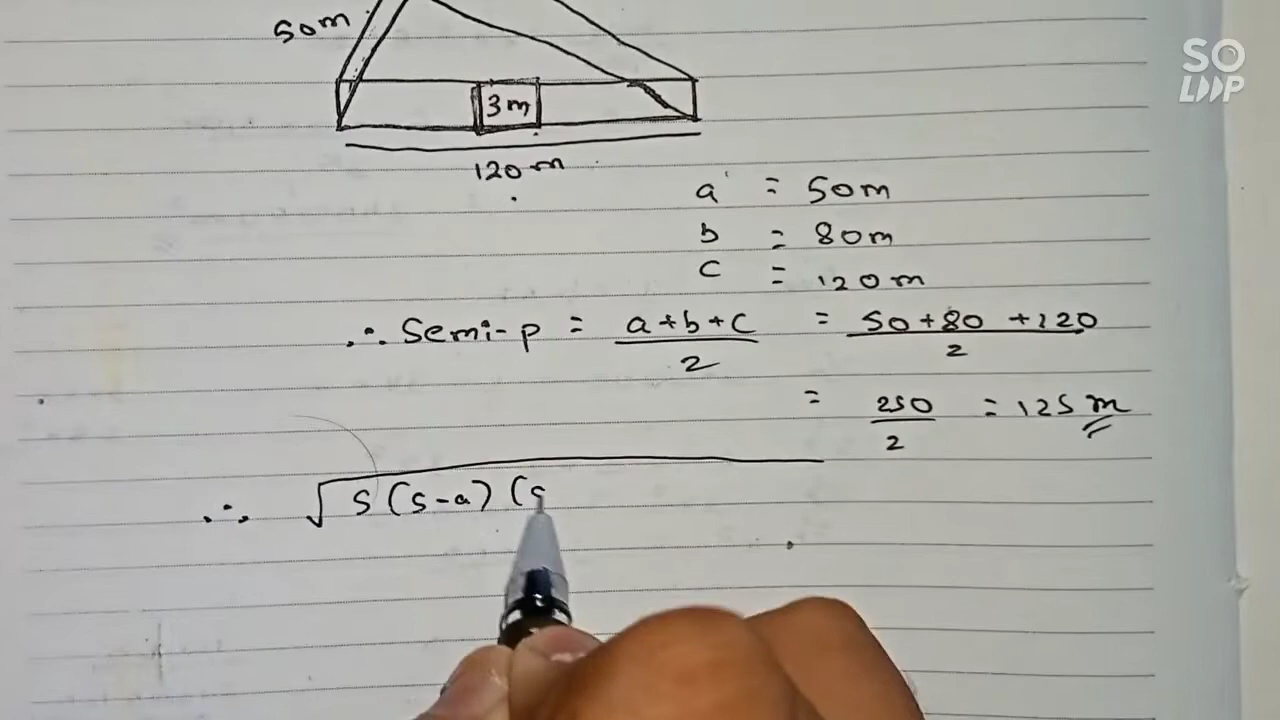 50m
SO
LOOP
3m
120m
a = 50m
b = 80m
c = 120m
∴ Semi-p = a+b+c / 2 = 50+80+120 / 2
= 250 / 2 = 125 m
∴ √ s(s-a)(s